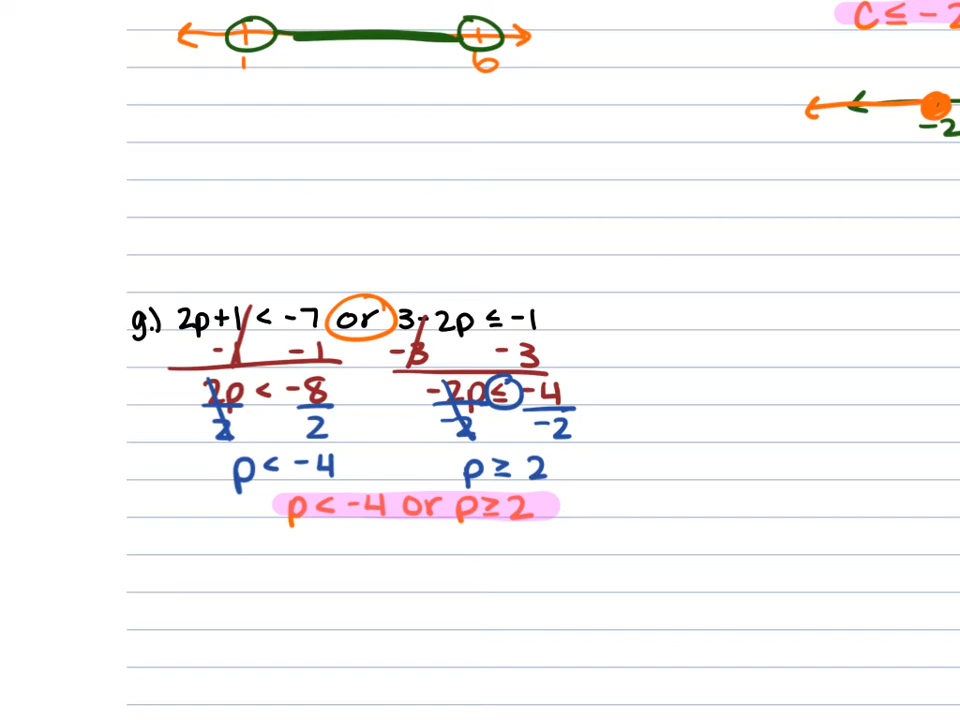 c ≤ -2
1 6
-2
g.) 2p+1 < -7 or 3-2p ≤ -1
-1 -1 -3 -3
2p < -8 -2p ≤ -4
2 2 -2 -2
p < -4 p ≥ 2
p < -4 or p ≥ 2